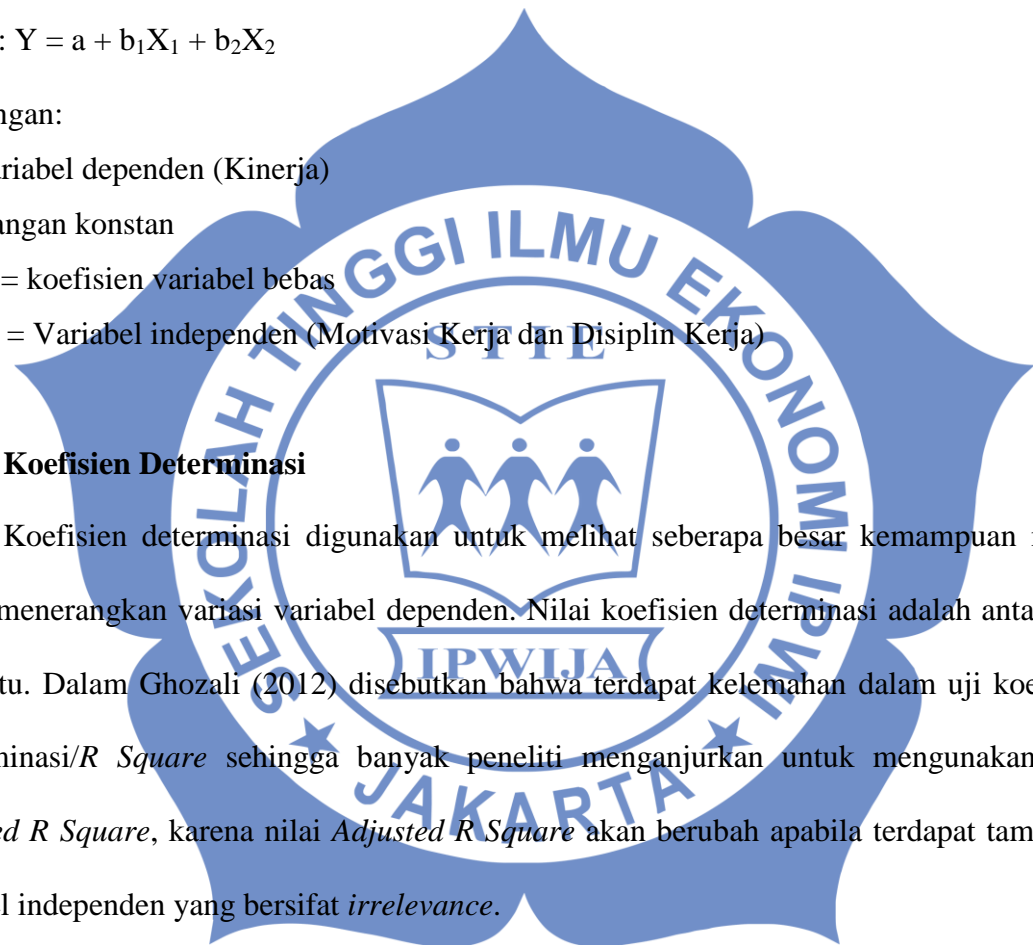 : Y = a + b₁X₁ + b₂X₂
ngan:
ariabel dependen (Kinerja)
angan konstan
= koefisien variabel bebas
= Variabel independen (Motivasi Kerja dan Disiplin Kerja)
Koefisien Determinasi
Koefisien determinasi digunakan untuk melihat seberapa besar kemampuan
menerangkan variasi variabel dependen. Nilai koefisien determinasi adalah anta
tu. Dalam Ghozali (2012) disebutkan bahwa terdapat kelemahan dalam uji koe
minasi/R Square sehingga banyak peneliti menganjurkan untuk mengunakan
ed R Square, karena nilai Adjusted R Square akan berubah apabila terdapat tam
l independen yang bersifat irrelevance.
SEKOLAH TINGGI ILMU EKONOMI IPWI
JAKARTA
STIE
IPWIJA